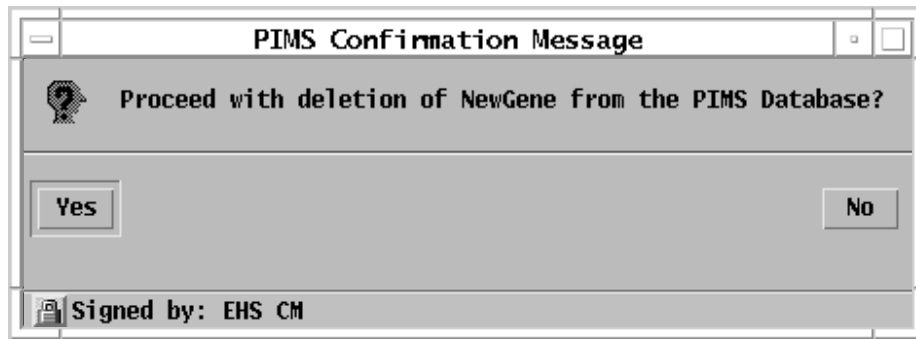 PIMS Confirmation Message
Proceed with deletion of NewGene from the PIMS Database?
Yes
No
Signed by: EHS CM